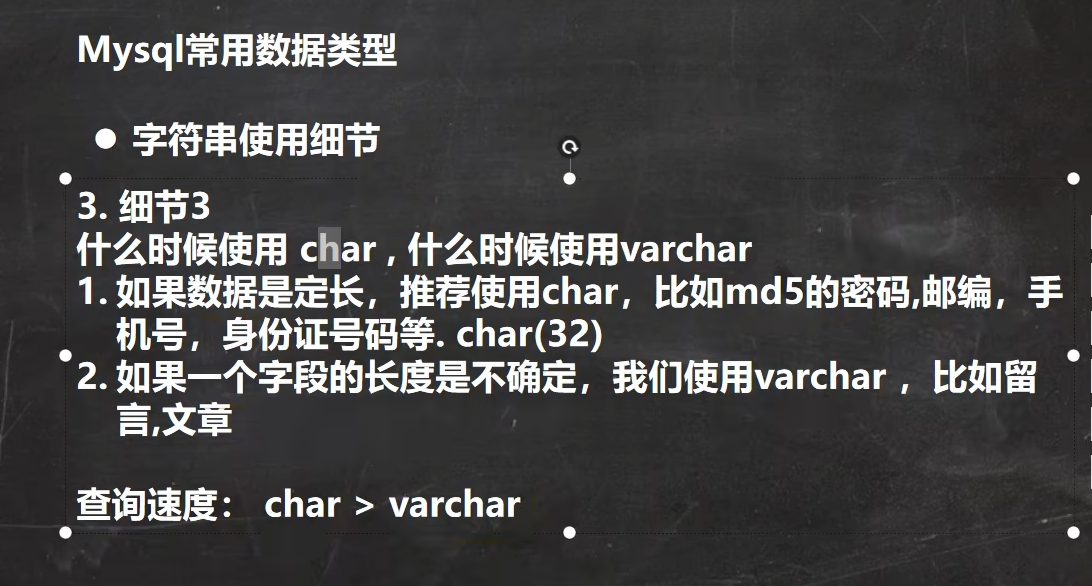 Mysql常用数据类型
● 字符串使用细节
3. 细节3
什么时候使用 char , 什么时候使用varchar
1. 如果数据是定长，推荐使用char，比如md5的密码,邮编，手
机号，身份证号码等. char(32)
2. 如果一个字段的长度是不确定，我们使用varchar ，比如留
言,文章
查询速度： char > varchar